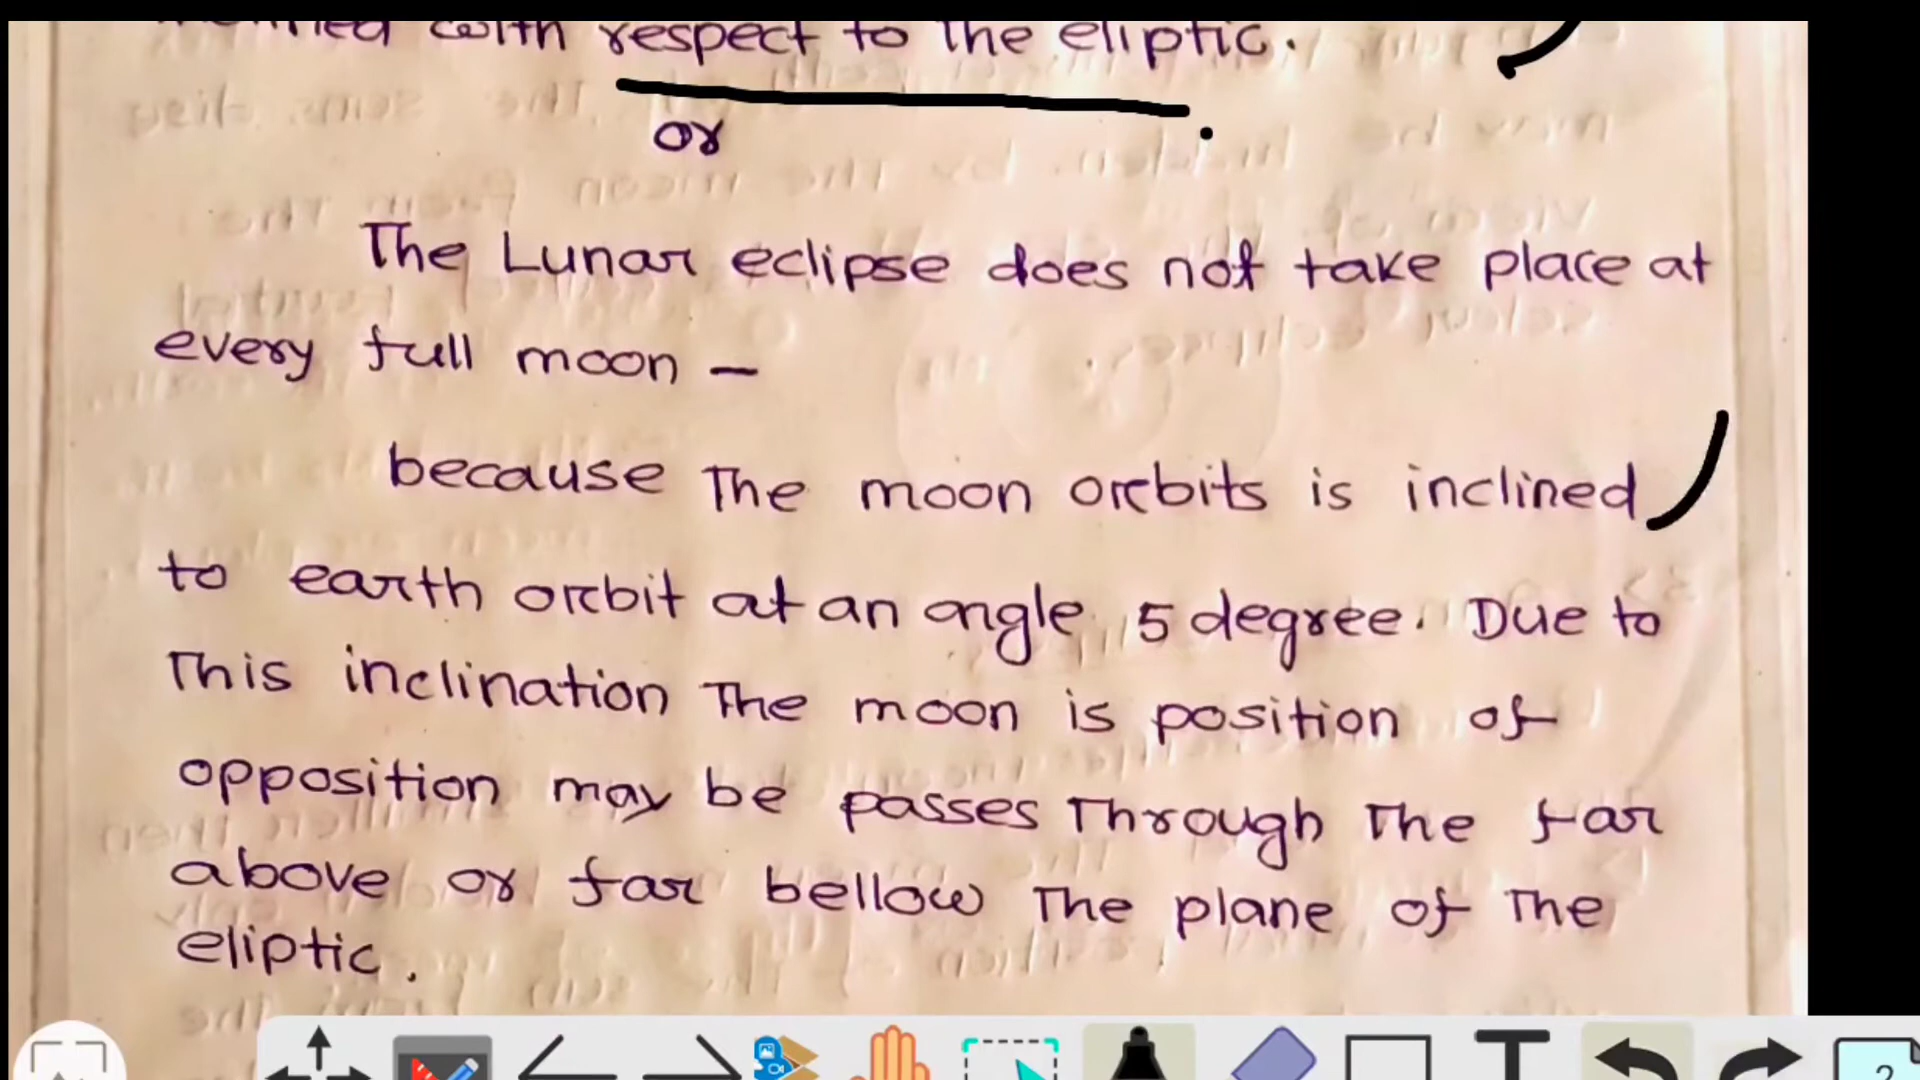 with respect to The eliptic.
or
The Lunar eclipse does not take place at
every full moon –
because The moon orbits is inclined
to earth orbit at an angle 5 degree. Due to
This inclination The moon is position of
opposition may be passes Through The far
above or far bellow The plane of The
eliptic.
2